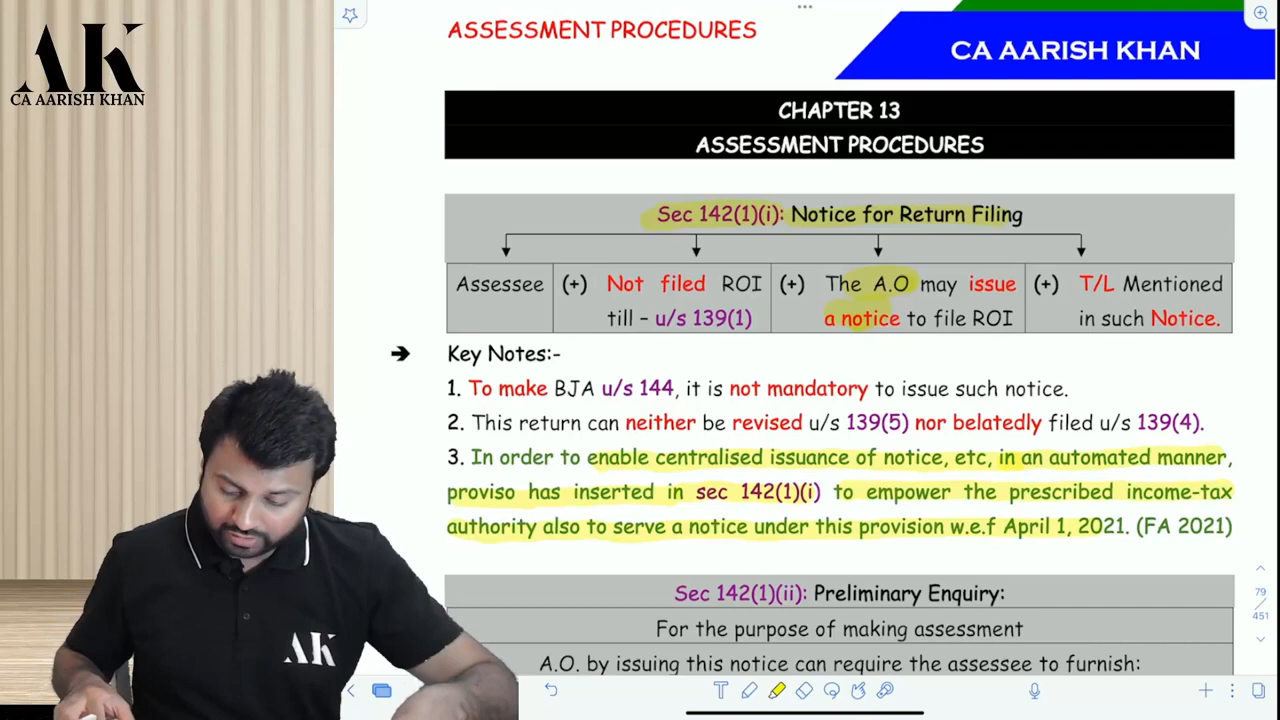 AK
CA AARISH KHAN
ASSESSMENT PROCEDURES
CA AARISH KHAN
CHAPTER 13
ASSESSMENT PROCEDURES
Sec 142(1)(i): Notice for Return Filing
Assessee
(+) Not filed ROI
till – u/s 139(1)
(+) The A.O may issue
a notice to file ROI
(+) T/L Mentioned
in such Notice.
Key Notes:-
1. To make BJA u/s 144, it is not mandatory to issue such notice.
2. This return can neither be revised u/s 139(5) nor belatedly filed u/s 139(4).
3. In order to enable centralised issuance of notice, etc, in an automated manner,
proviso has inserted in sec 142(1)(i) to empower the prescribed income-tax
authority also to serve a notice under this provision w.e.f April 1, 2021. (FA 2021)
Sec 142(1)(ii): Preliminary Enquiry:
For the purpose of making assessment
A.O. by issuing this notice can require the assessee to furnish:
AK
79
451